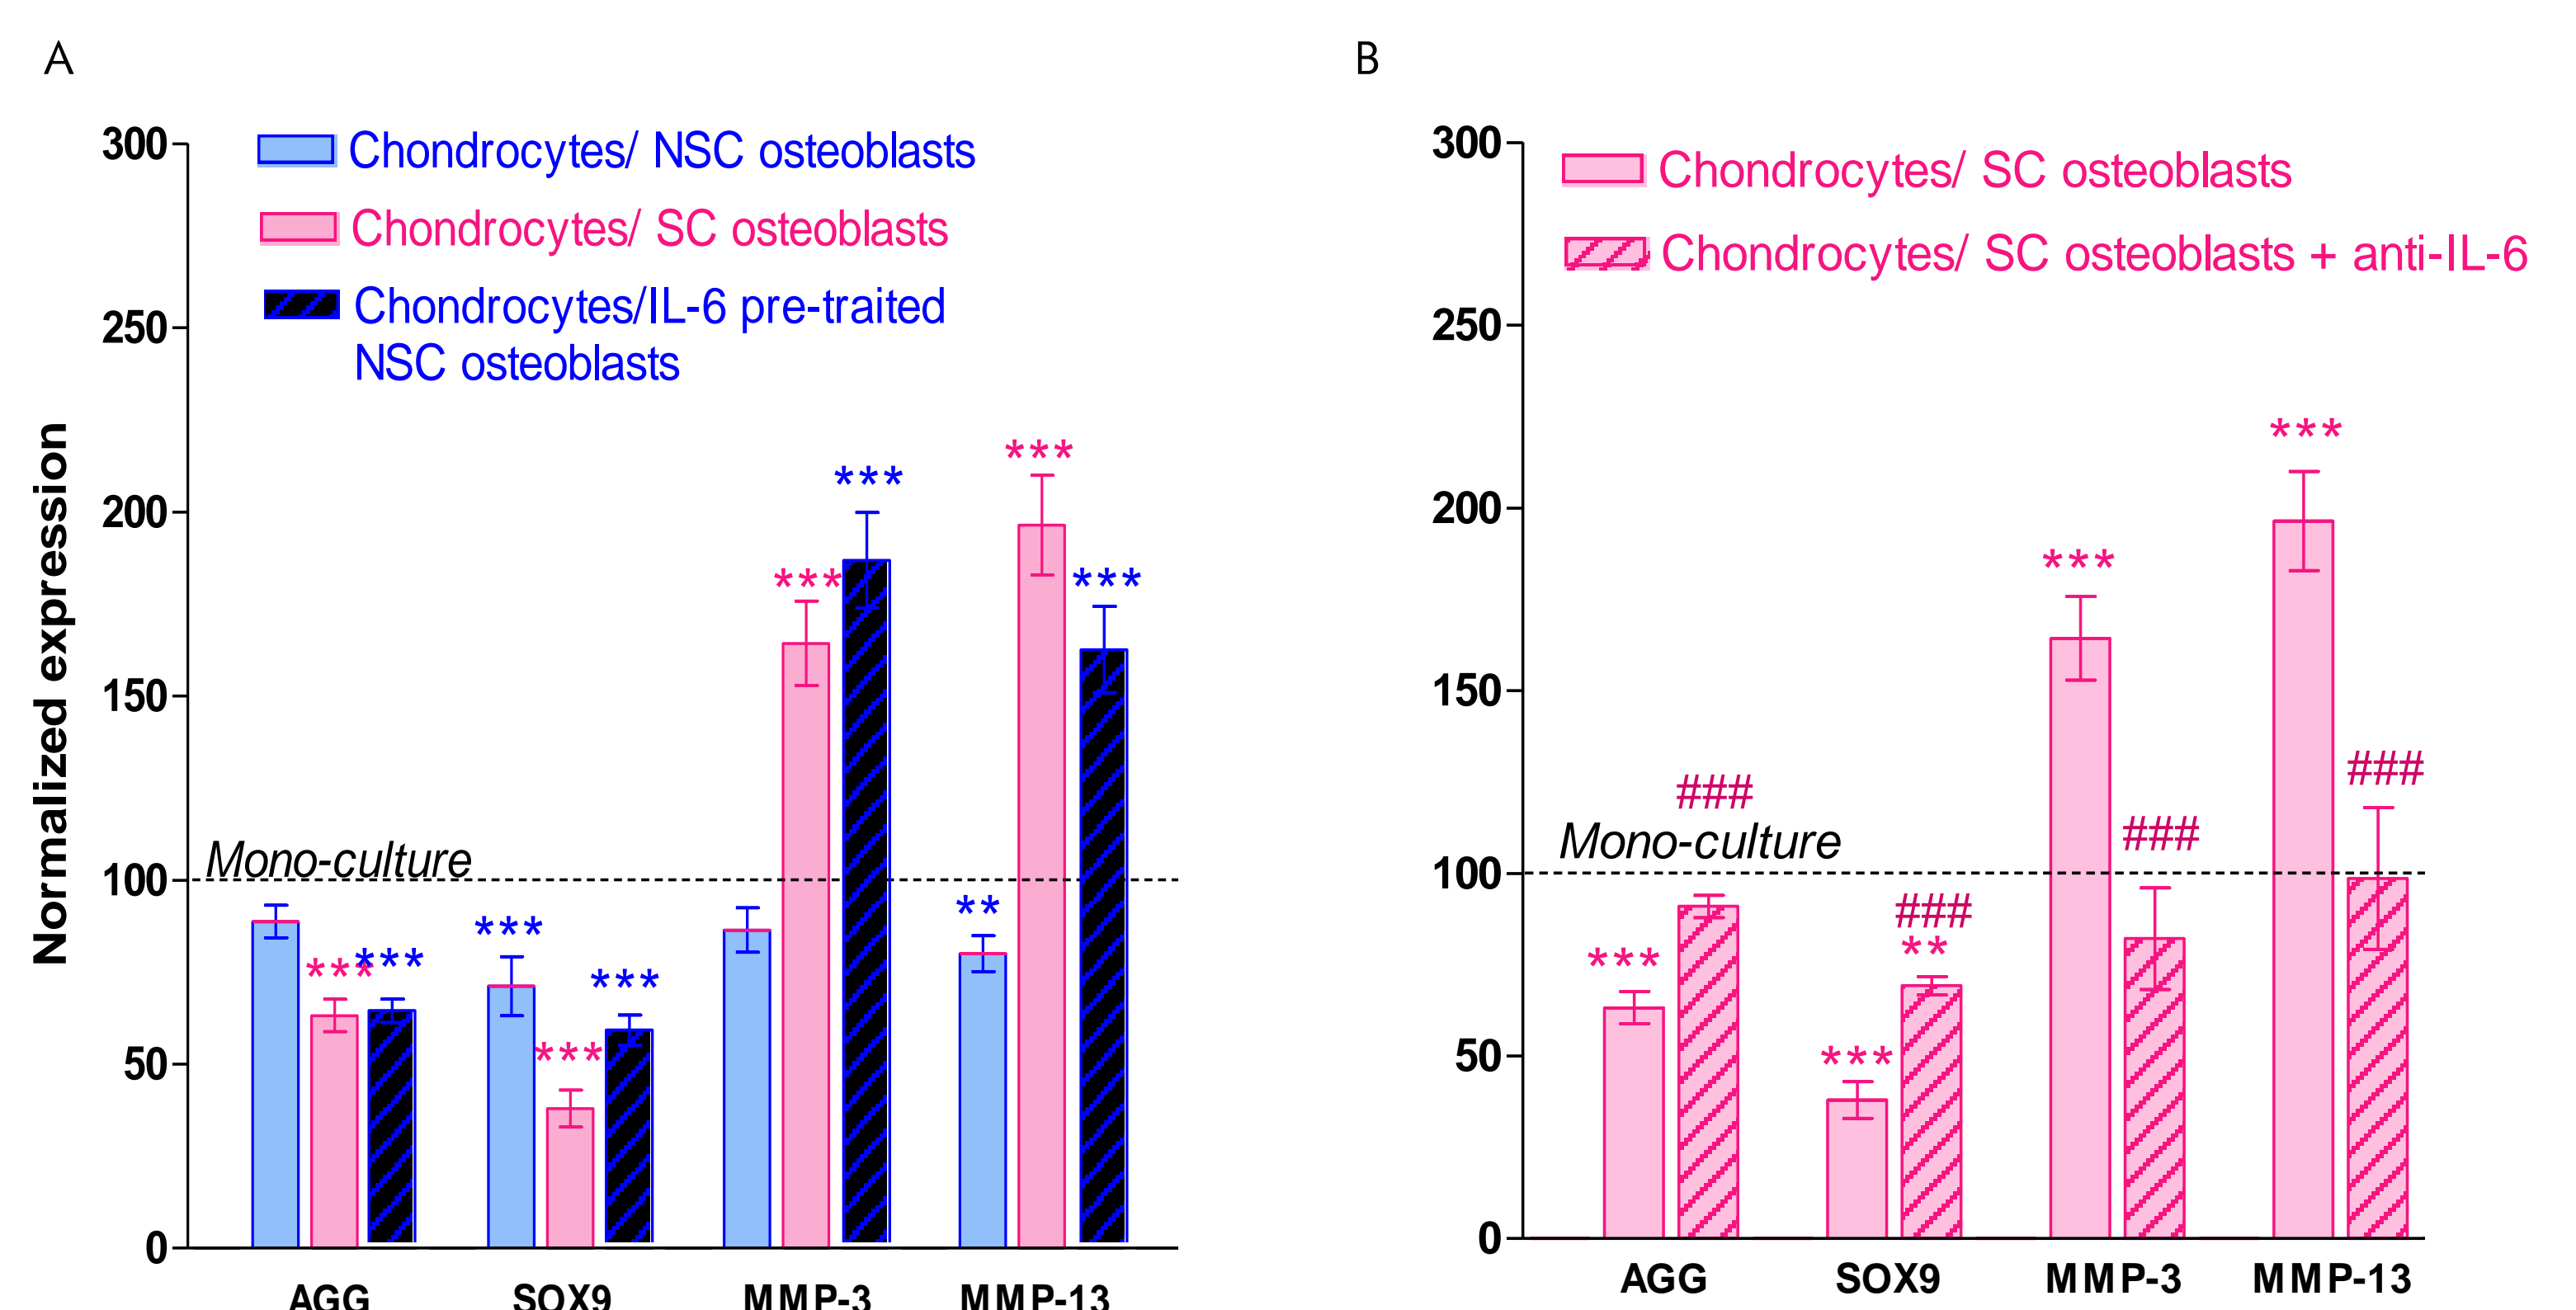 A
300
250
200
150
100
50
0
Normalized expression
Chondrocytes/ NSC osteoblasts
Chondrocytes/ SC osteoblasts
Chondrocytes/IL-6 pre-traited
NSC osteoblasts
Mono-culture
***
***
***
***
***
***
***
**
***
***
AGG
SOX9
MMP-3
MMP-13
B
300
250
200
150
100
50
0
Chondrocytes/ SC osteoblasts
Chondrocytes/ SC osteoblasts + anti-IL-6
Mono-culture
***
###
***
###
**
***
###
***
###
AGG
SOX9
MMP-3
MMP-13